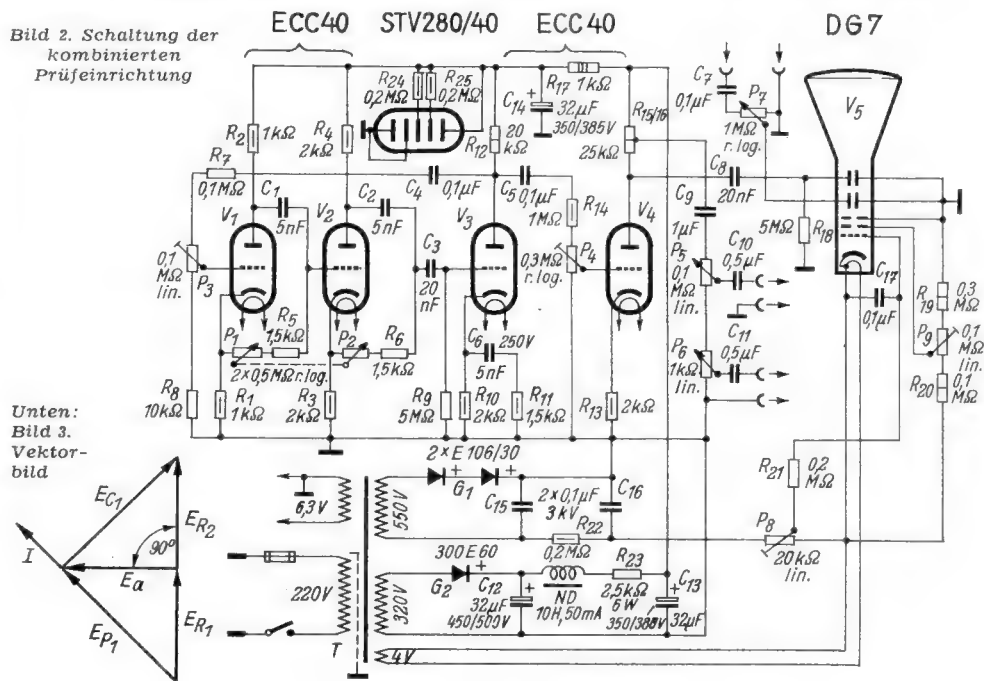 ECC40 STV280/40 ECC40 DG7
Bild 2. Schaltung der
kombinierten
Prüfeinrichtung
R24
0,2MΩ
R25
0,2MΩ
R17
1kΩ
C14
32µF
350/385V
R15/16
25kΩ
C7
0,1µF
P7
1MΩ
r. log.
V5
R2
1kΩ
R4
2kΩ
R12
20
kΩ
R7
0,1MΩ
C4
0,1µF
C5
0,1µF
C8
20nF
C1
5nF
C2
5nF
1MΩ
R14
C9
1µF
V1
V2
V3
V4
5MΩ
R18
0,1
MΩ
lin.
P3
C3
20
nF
0,3MΩ
r. log.
P4
P5
0,1
MΩ
lin.
C10
0,5µF
C17
0,1µF
R19
0,3
MΩ
P1
R5
1,5kΩ
P2
R6
1,5kΩ
2×0,5MΩr.log.
C6
5nF
250V
C11
0,5µF
P6
1kΩ
lin.
P9
0,1
MΩ
lin.
R20
0,1
MΩ
R8
10kΩ
R1
1kΩ
R3
2kΩ
R9
5MΩ
R10
2kΩ
R11
1,5kΩ
R13
2kΩ
Unten:
Bild 3.
Vektor-
bild
2×E106/30
6,3V
550V
G1
C15
2×0,1µF
3kV
C16
R22
0,2MΩ
R21
0,2
MΩ
P8
20kΩ
lin.
EC1
ER2
90°
I
Ea
EP1
ER1
220V
T
320V
300E60
G2
C12
32µF
450/500V
ND
10H,50mA
R23
2,5kΩ
6W
350/385V
C13
32µF
4V